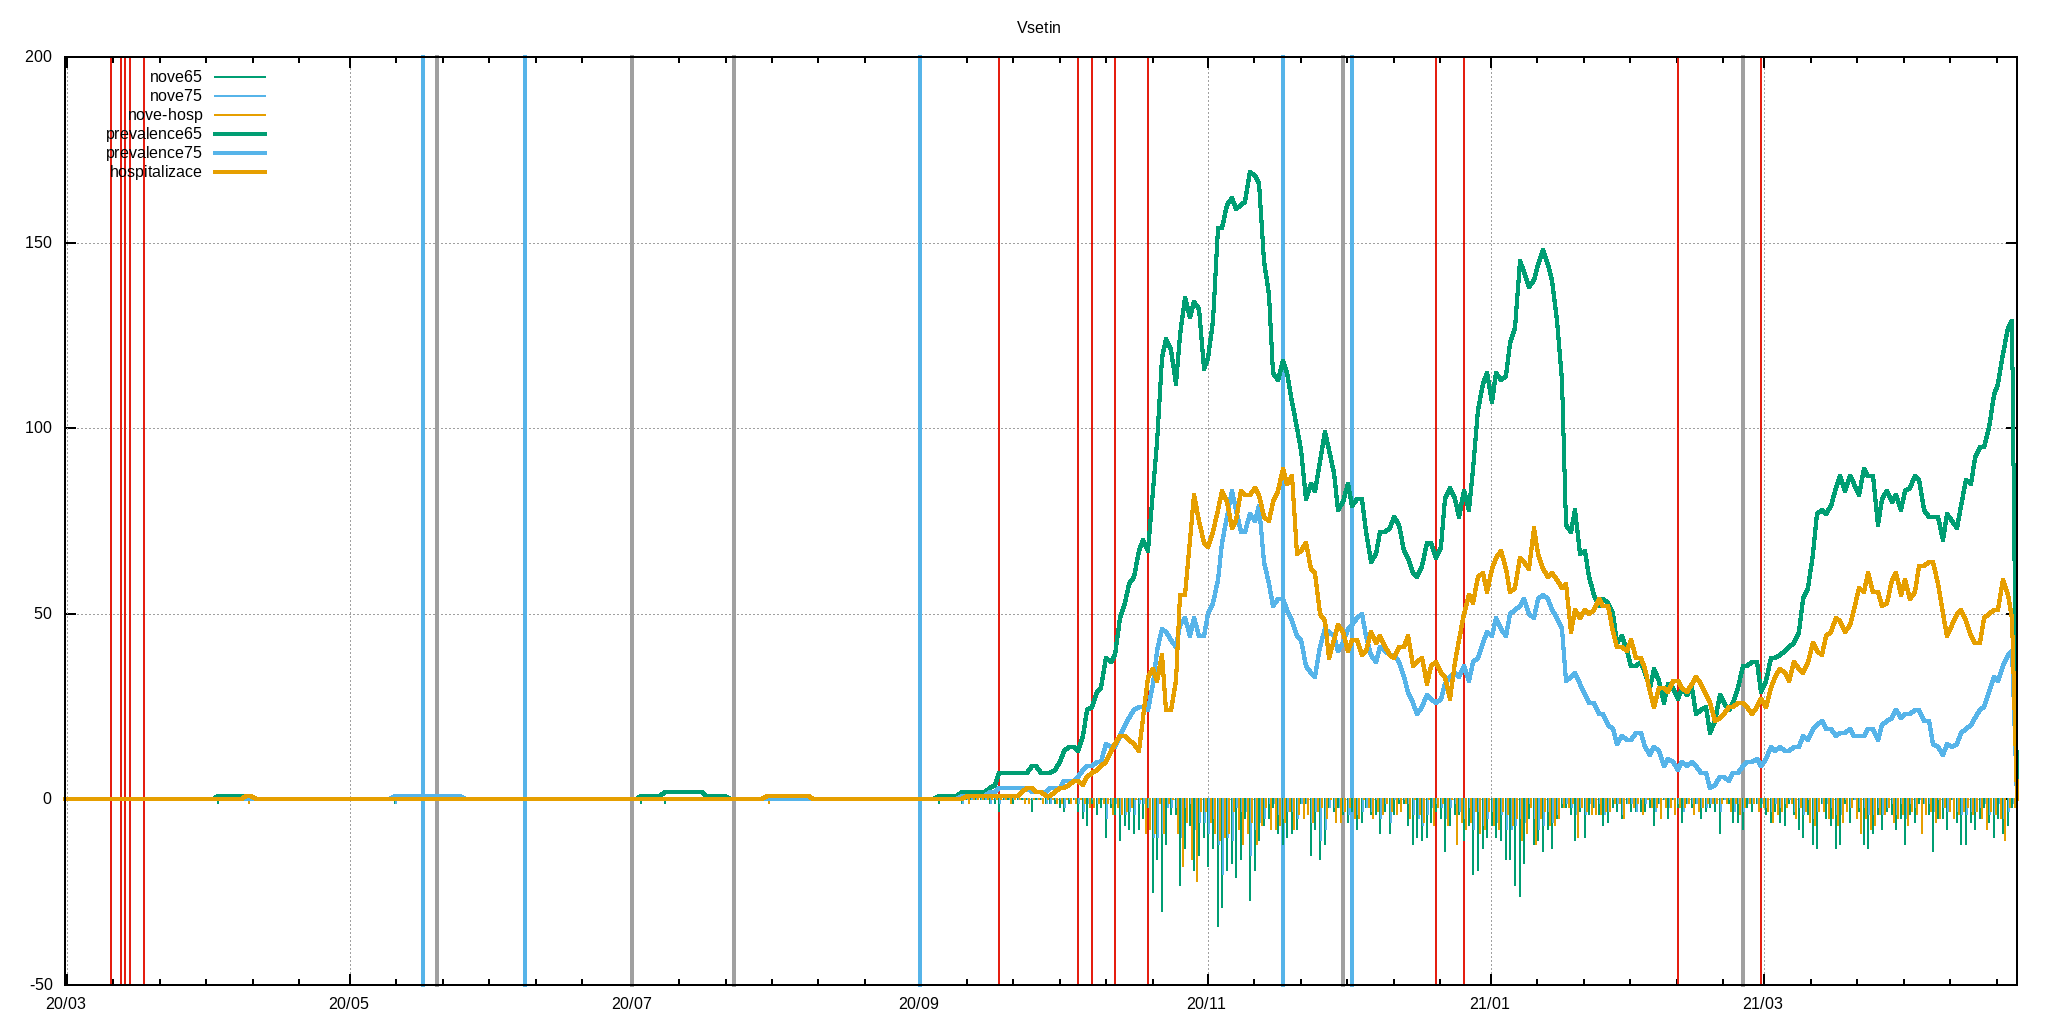 Vsetin
200
nove65
nove75
nove-hosp
prevalence65
prevalence75
hospitalizace
150
100
50
0
-50
20/03 20/05 20/07 20/09 20/11 21/01 21/03